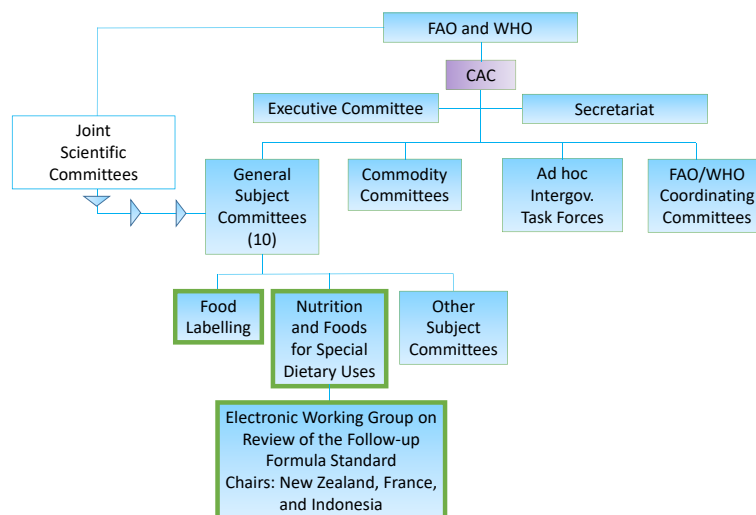 FAO and WHO
CAC
Executive Committee
Secretariat
Joint
Scientific
Committees
General
Subject
Committees
(10)
Commodity
Committees
Ad hoc
Intergov.
Task Forces
FAO/WHO
Coordinating
Committees
Food
Labelling
Nutrition
and Foods
for Special
Dietary Uses
Other
Subject
Committees
Electronic Working Group on
Review of the Follow-up
Formula Standard
Chairs: New Zealand, France,
and Indonesia